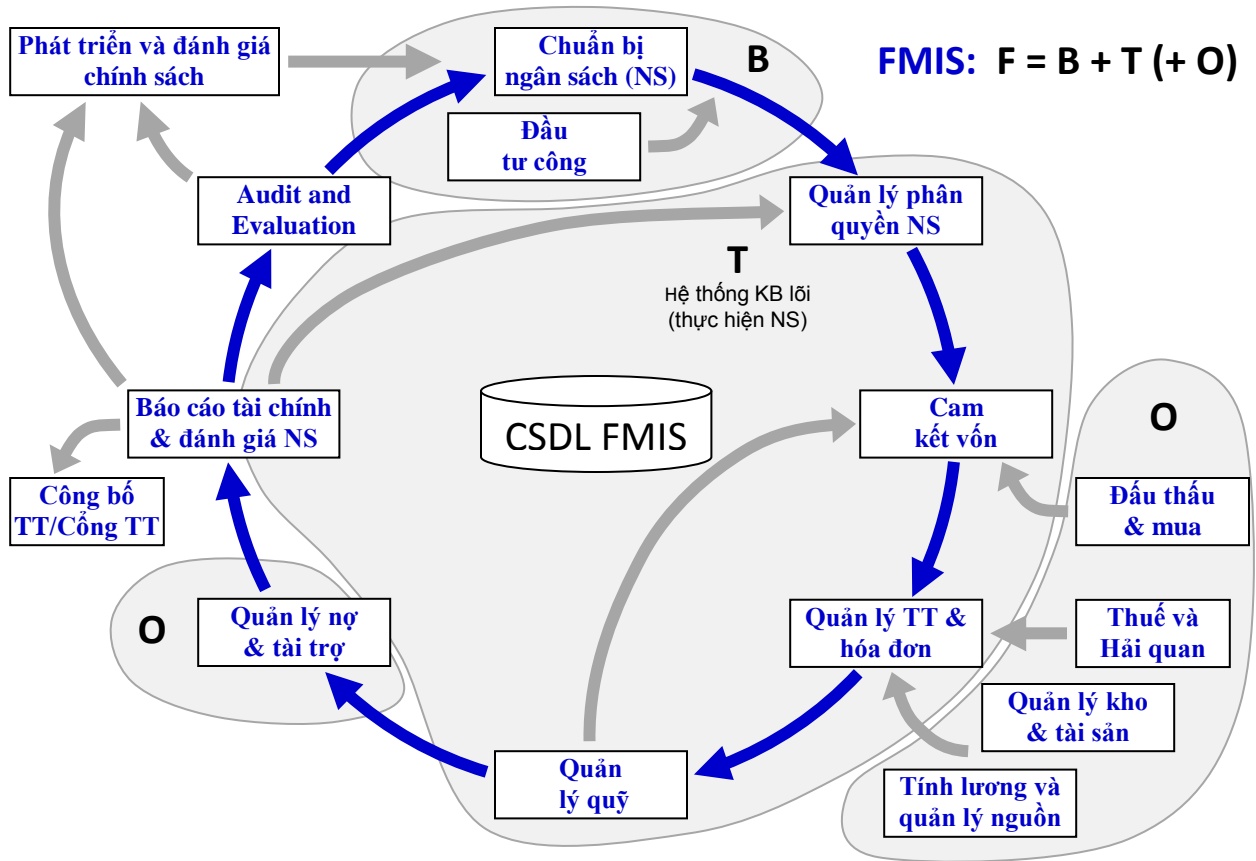 Phát triển và đánh giá
chính sách
Chuẩn bị
ngân sách (NS)
B
FMIS: F = B + T (+ O)
Đầu
tư công
Audit and
Evaluation
Quản lý phân
quyền NS
T
Hệ thống KB lõi
(thực hiện NS)
Báo cáo tài chính
& đánh giá NS
CSDL FMIS
Cam
kết vốn
O
Công bố
TT/Cổng TT
Đấu thấu
& mua
O
Quản lý nợ
& tài trợ
Quản lý TT &
hóa đơn
Thuế và
Hải quan
Quản lý kho
& tài sản
Quản
lý quỹ
Tính lương và
quản lý nguồn